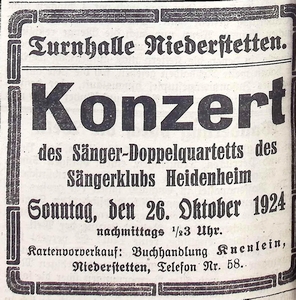 Turnhalle Niederstetten.
Konzert
des Sänger-Doppelquartetts des
Sängerklubs Heidenheim
Sonntag, den 26. Oktober 1924
nachmittags ½3 Uhr.
Kartenvorverkauf: Buchhandlung Knenlein,
Niederstetten, Telefon Nr. 58.